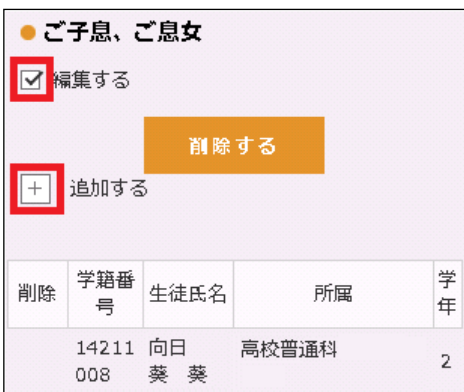 ご子息、ご息女
編集する
削除する
追加する
削除 学籍番号 生徒氏名 所属 学年
14211008 向日葵 葵 高校普通科 2